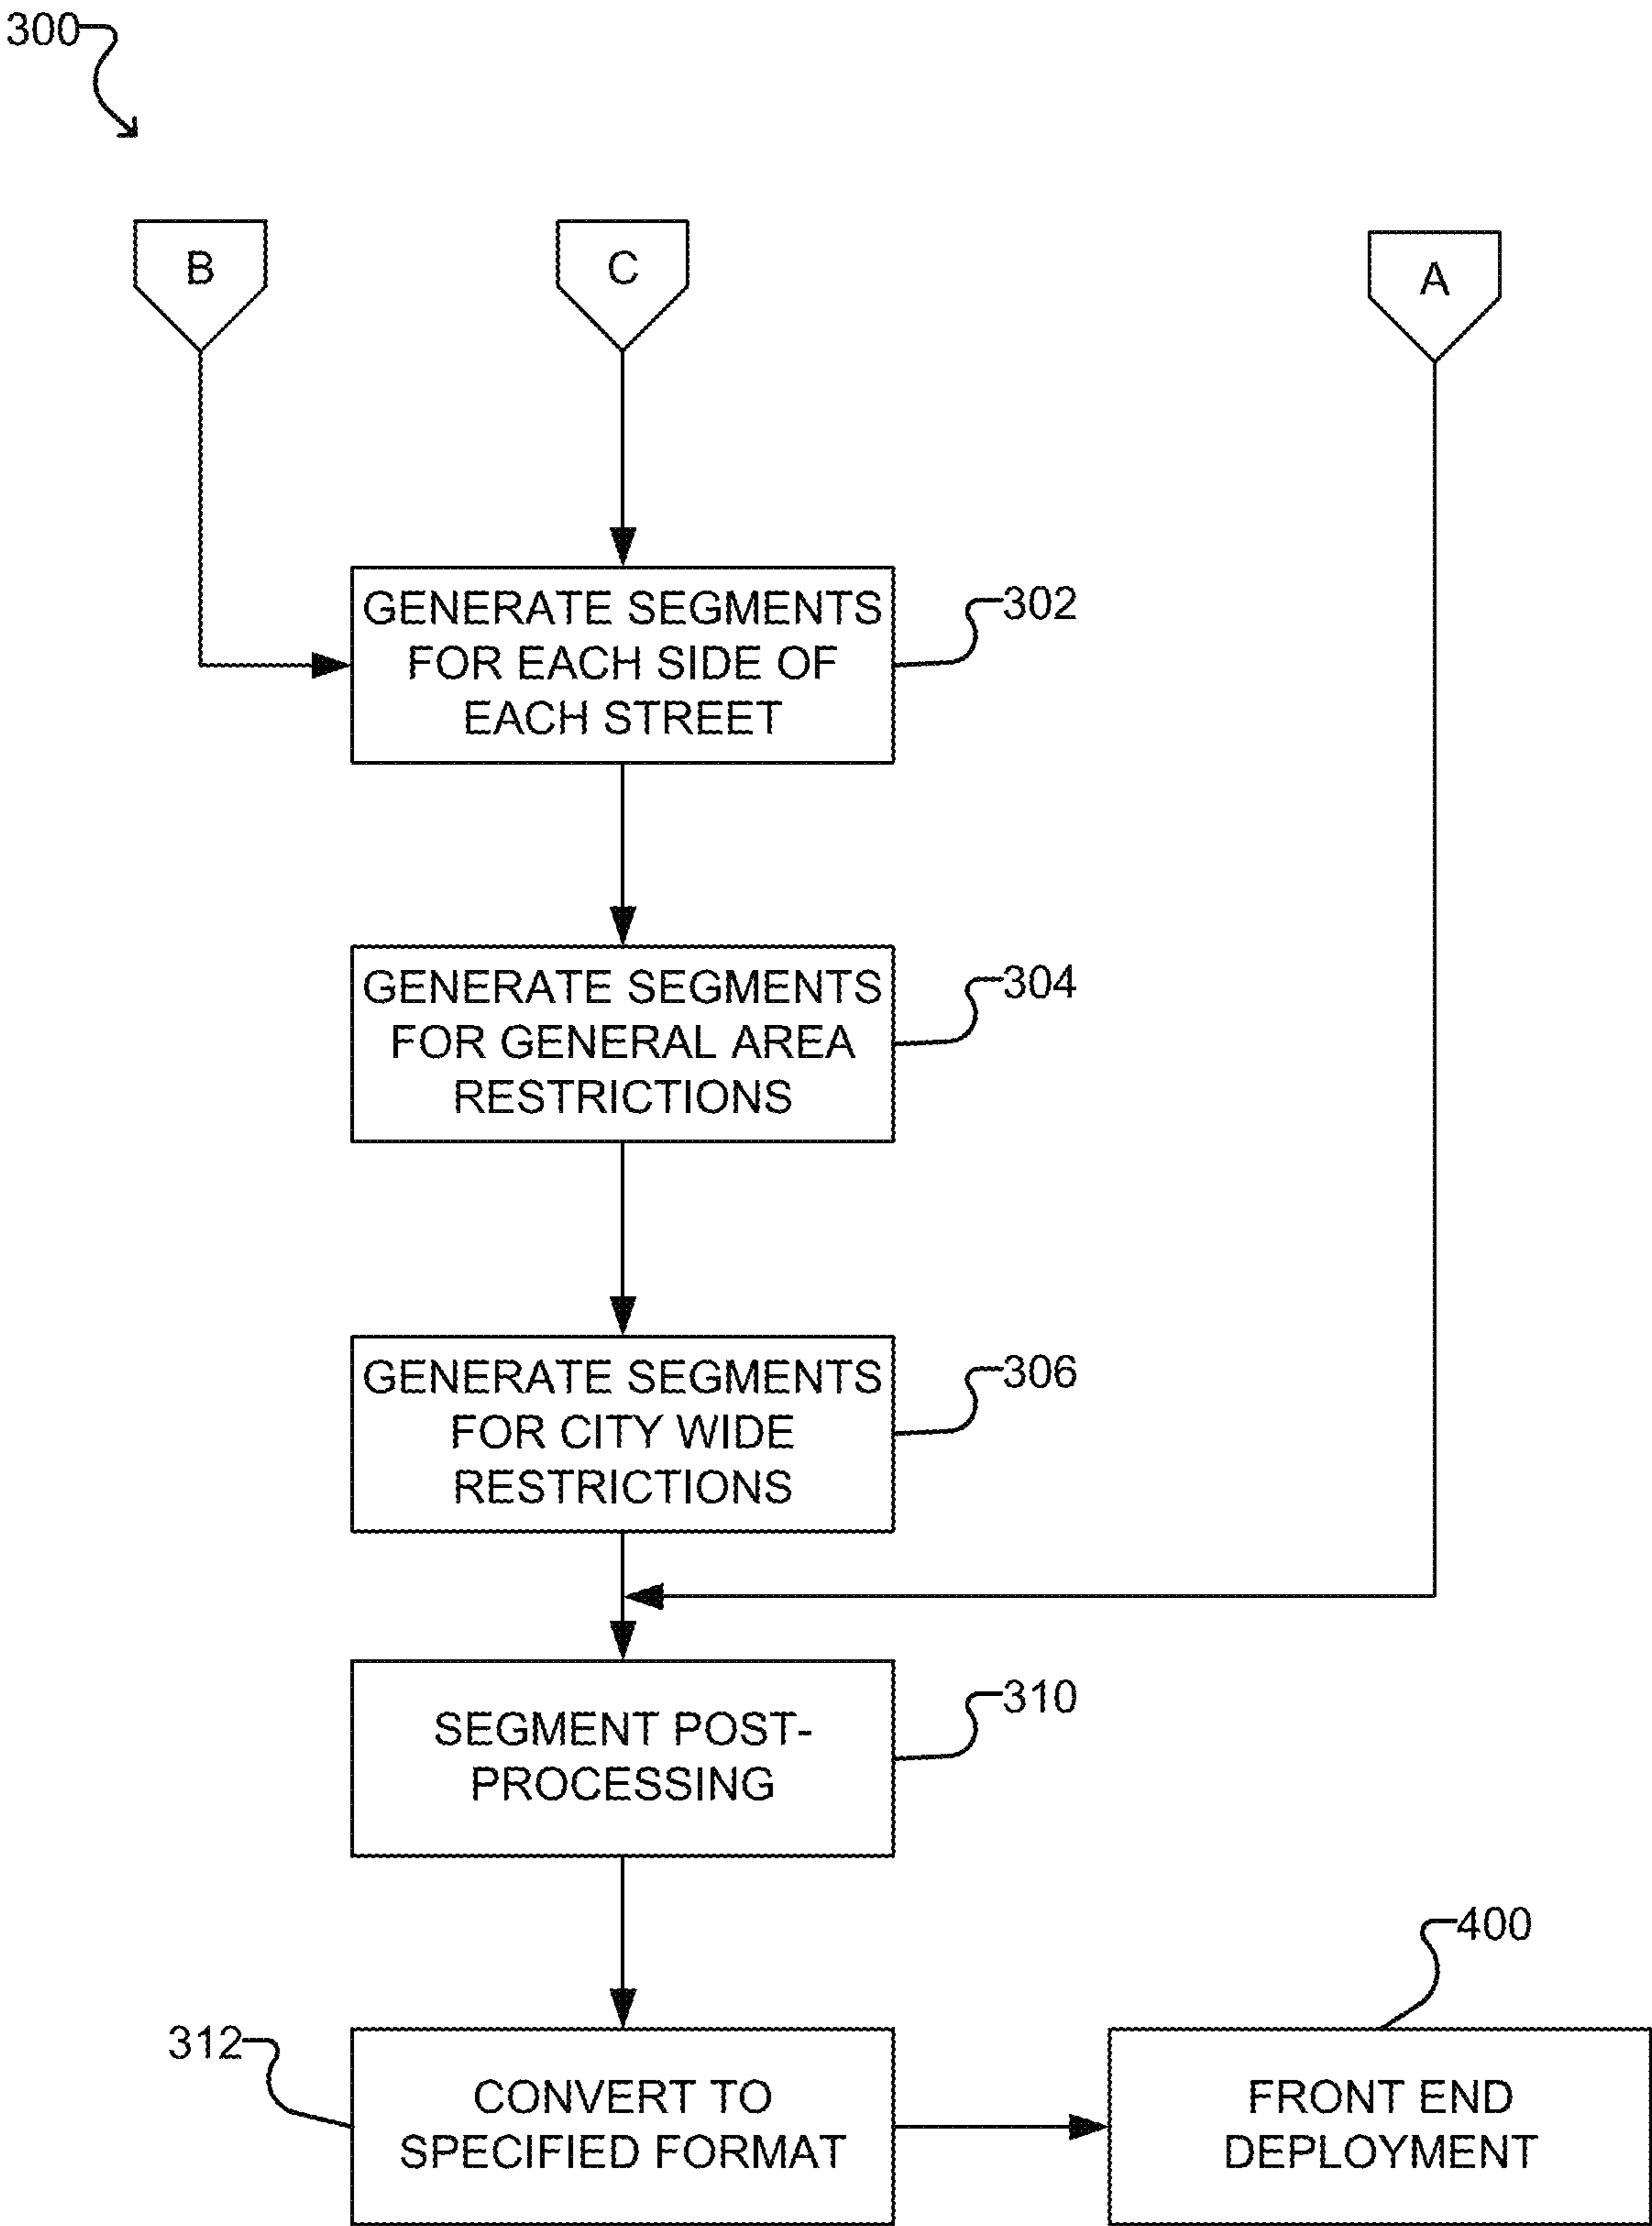 300
B
C
A
GENERATE SEGMENTS
FOR EACH SIDE OF
EACH STREET
302
GENERATE SEGMENTS
FOR GENERAL AREA
RESTRICTIONS
304
GENERATE SEGMENTS
FOR CITY WIDE
RESTRICTIONS
306
SEGMENT POST-
PROCESSING
310
312
CONVERT TO
SPECIFIED FORMAT
400
FRONT END
DEPLOYMENT